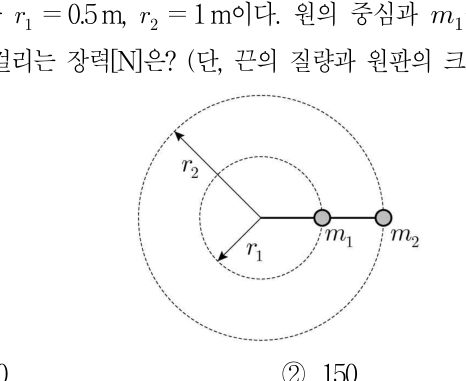 r₁ = 0.5 m, r₂ = 1 m이다. 원의 중심과 m₁
걸리는 장력[N]은? (단, 끈의 질량과 원판의 크
r₂
m₁ m₂
r₁
0 ② 150